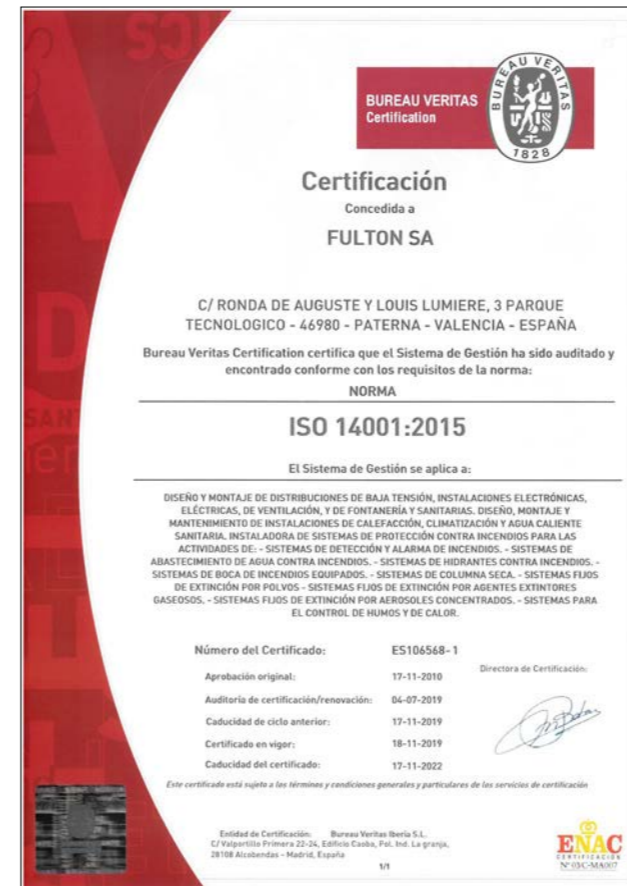 BUREAU VERITAS
Certification
BUREAU VERITAS
1828
Certificación
Concedida a
FULTON SA
C/ RONDA DE AUGUSTE Y LOUIS LUMIERE, 3 PARQUE
TECNOLOGICO - 46980 - PATERNA - VALENCIA - ESPAÑA
Bureau Veritas Certification certifica que el Sistema de Gestión ha sido auditado y
encontrado conforme con los requisitos de la norma:
NORMA
ISO 14001:2015
El Sistema de Gestión se aplica a:
DISEÑO Y MONTAJE DE DISTRIBUCIONES DE BAJA TENSIÓN, INSTALACIONES ELECTRÓNICAS,
ELÉCTRICAS, DE VENTILACIÓN, Y DE FONTANERÍA Y SANITARIAS. DISEÑO, MONTAJE Y
MANTENIMIENTO DE INSTALACIONES DE CALEFACCIÓN, CLIMATIZACIÓN Y AGUA CALIENTE
SANITARIA. INSTALADORA DE SISTEMAS DE PROTECCIÓN CONTRA INCENDIOS PARA LAS
ACTIVIDADES DE: - SISTEMAS DE DETECCIÓN Y ALARMA DE INCENDIOS. - SISTEMAS DE
ABASTECIMIENTO DE AGUA CONTRA INCENDIOS. - SISTEMAS DE HIDRANTES CONTRA INCENDIOS. -
SISTEMAS DE BOCA DE INCENDIOS EQUIPADOS. - SISTEMAS DE COLUMNA SECA. - SISTEMAS FIJOS
DE EXTINCIÓN POR POLVOS - SISTEMAS FIJOS DE EXTINCIÓN POR AGENTES EXTINTORES
GASEOSOS. - SISTEMAS FIJOS DE EXTINCIÓN POR AEROSOLES CONCENTRADOS. - SISTEMAS PARA
EL CONTROL DE HUMOS Y DE CALOR.
Número del Certificado: ES106568-1
Directora de Certificación:
Aprobación original: 17-11-2010
Auditoría de certificación/renovación: 04-07-2019
Caducidad de ciclo anterior: 17-11-2019
Certificado en vigor: 18-11-2019
Caducidad del certificado: 17-11-2022
Este certificado está sujeto a los términos y condiciones generales y particulares de los servicios de certificación
Entidad de Certificación: Bureau Veritas Iberia S.L.
C/ Valportillo Primera 22-24, Edificio Caoba, Pol. Ind. La granja,
28108 Alcobendas - Madrid, España
1/1
ENAC
CERTIFICACIÓN
Nº 03/C-MA007